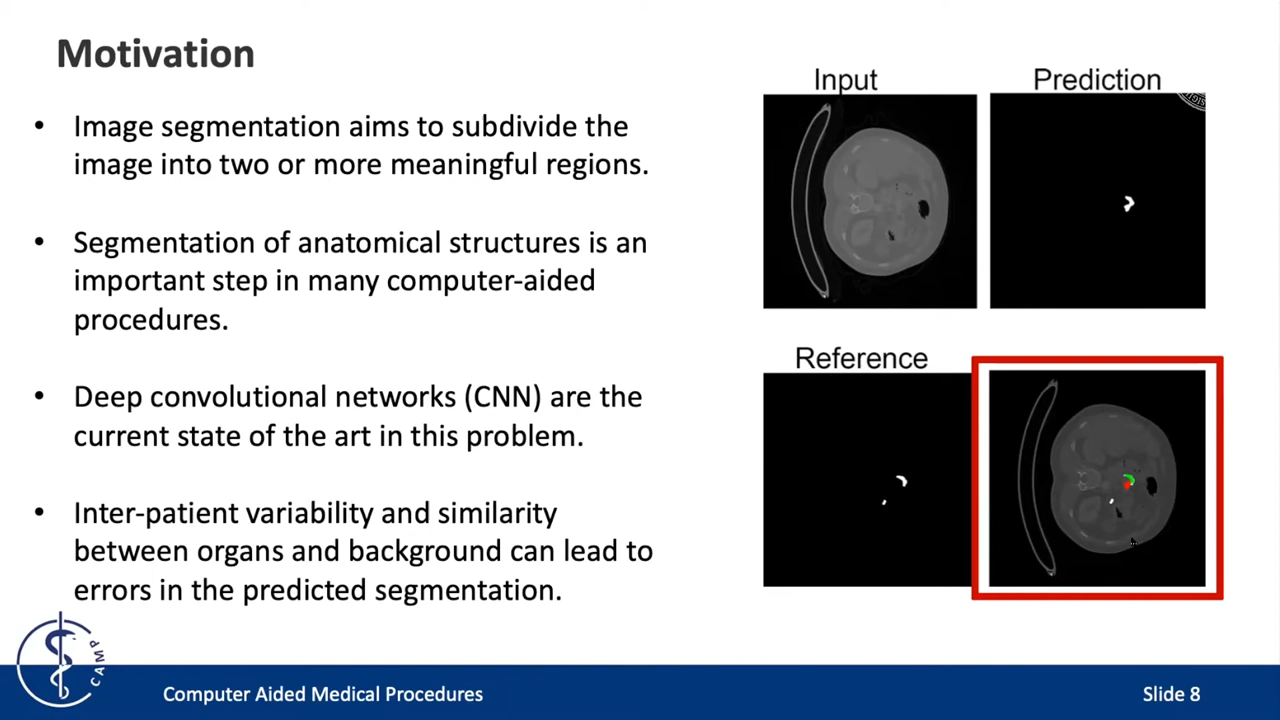 Motivation
• Image segmentation aims to subdivide the
image into two or more meaningful regions.
• Segmentation of anatomical structures is an
important step in many computer-aided
procedures.
• Deep convolutional networks (CNN) are the
current state of the art in this problem.
• Inter-patient variability and similarity
between organs and background can lead to
errors in the predicted segmentation.
Input
Prediction
Reference
CAMP
Computer Aided Medical Procedures
Slide 8